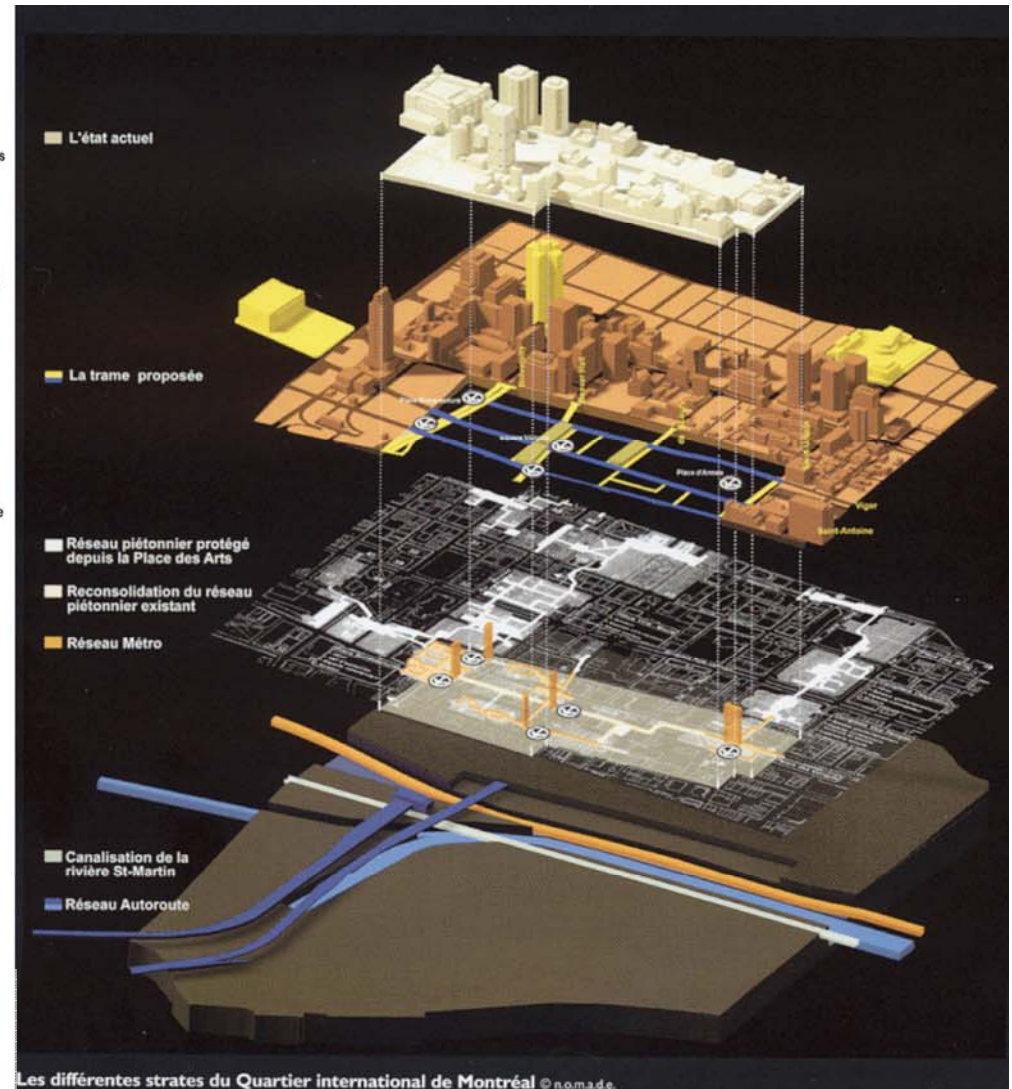 s
L'état actuel
La trame proposée
Place d'Armes
Viger
Saint-Antoine
e
Réseau piétonnier protégé
depuis la Place des Arts
Reconsolidation du réseau
piétonnier existant
Réseau Métro
Canalisation de la
rivière St-Martin
Réseau Autoroute
Les différentes strates du Quartier international de Montréal © n.o.m.a.d.e.